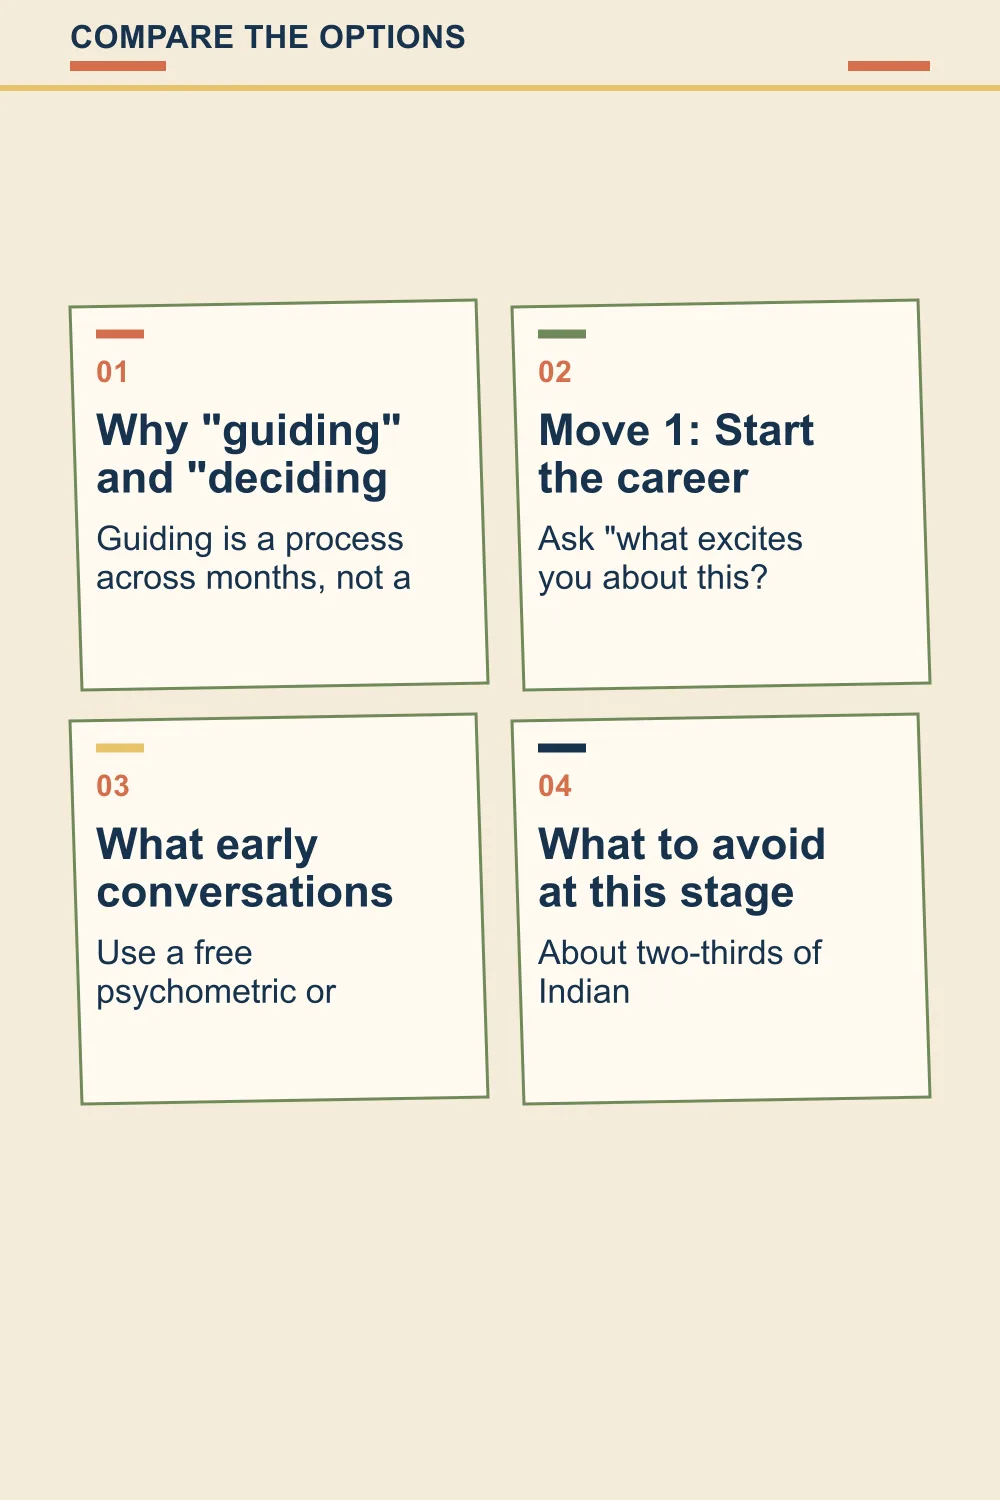 COMPARE THE OPTIONS
01
Why "guiding"
and "deciding
Guiding is a process
across months, not a
02
Move 1: Start
the career
Ask "what excites
you about this?
03
What early
conversations
Use a free
psychometric or
04
What to avoid
at this stage
About two-thirds of
Indian